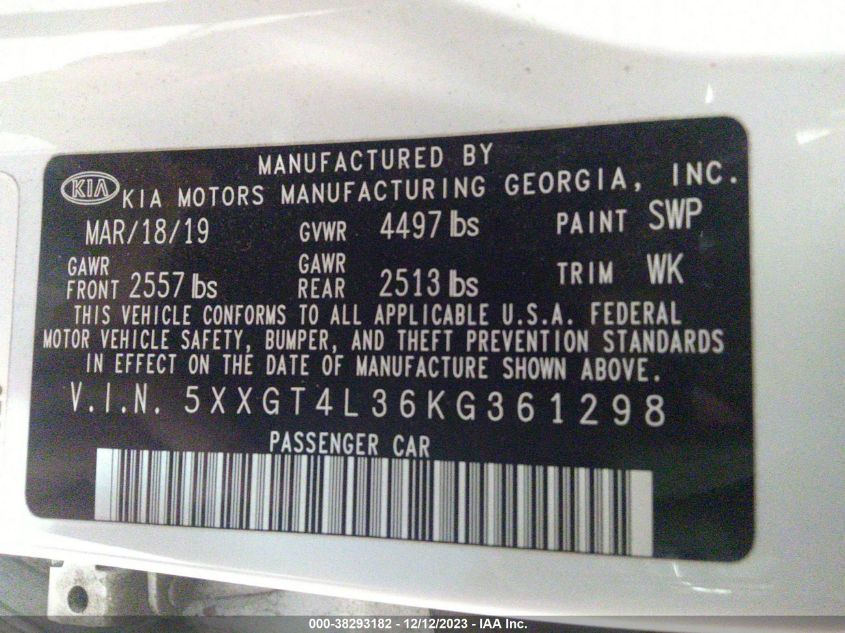 MANUFACTURED BY
KIA KIA MOTORS MANUFACTURING GEORGIA, INC.
MAR/18/19 GVWR 4497 lbs PAINT SWP
GAWR FRONT 2557 lbs GAWR REAR 2513 lbs TRIM WK
THIS VEHICLE CONFORMS TO ALL APPLICABLE U.S.A. FEDERAL
MOTOR VEHICLE SAFETY, BUMPER, AND THEFT PREVENTION STANDARDS
IN EFFECT ON THE DATE OF MANUFACTURE SHOWN ABOVE.
V.I.N. 5XXGT4L36KG361298
PASSENGER CAR
000-38293182 - 12/12/2023 - IAA Inc.